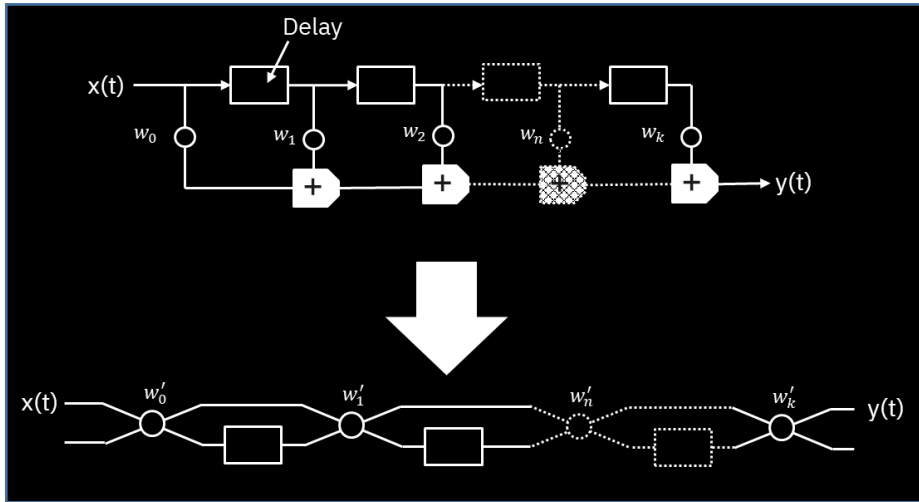 Delay
x(t)
w₀
w₁
w₂
wₙ
wₖ
+
+
+
+
y(t)
x(t)
w′₀
w′₁
w′ₙ
w′ₖ
y(t)